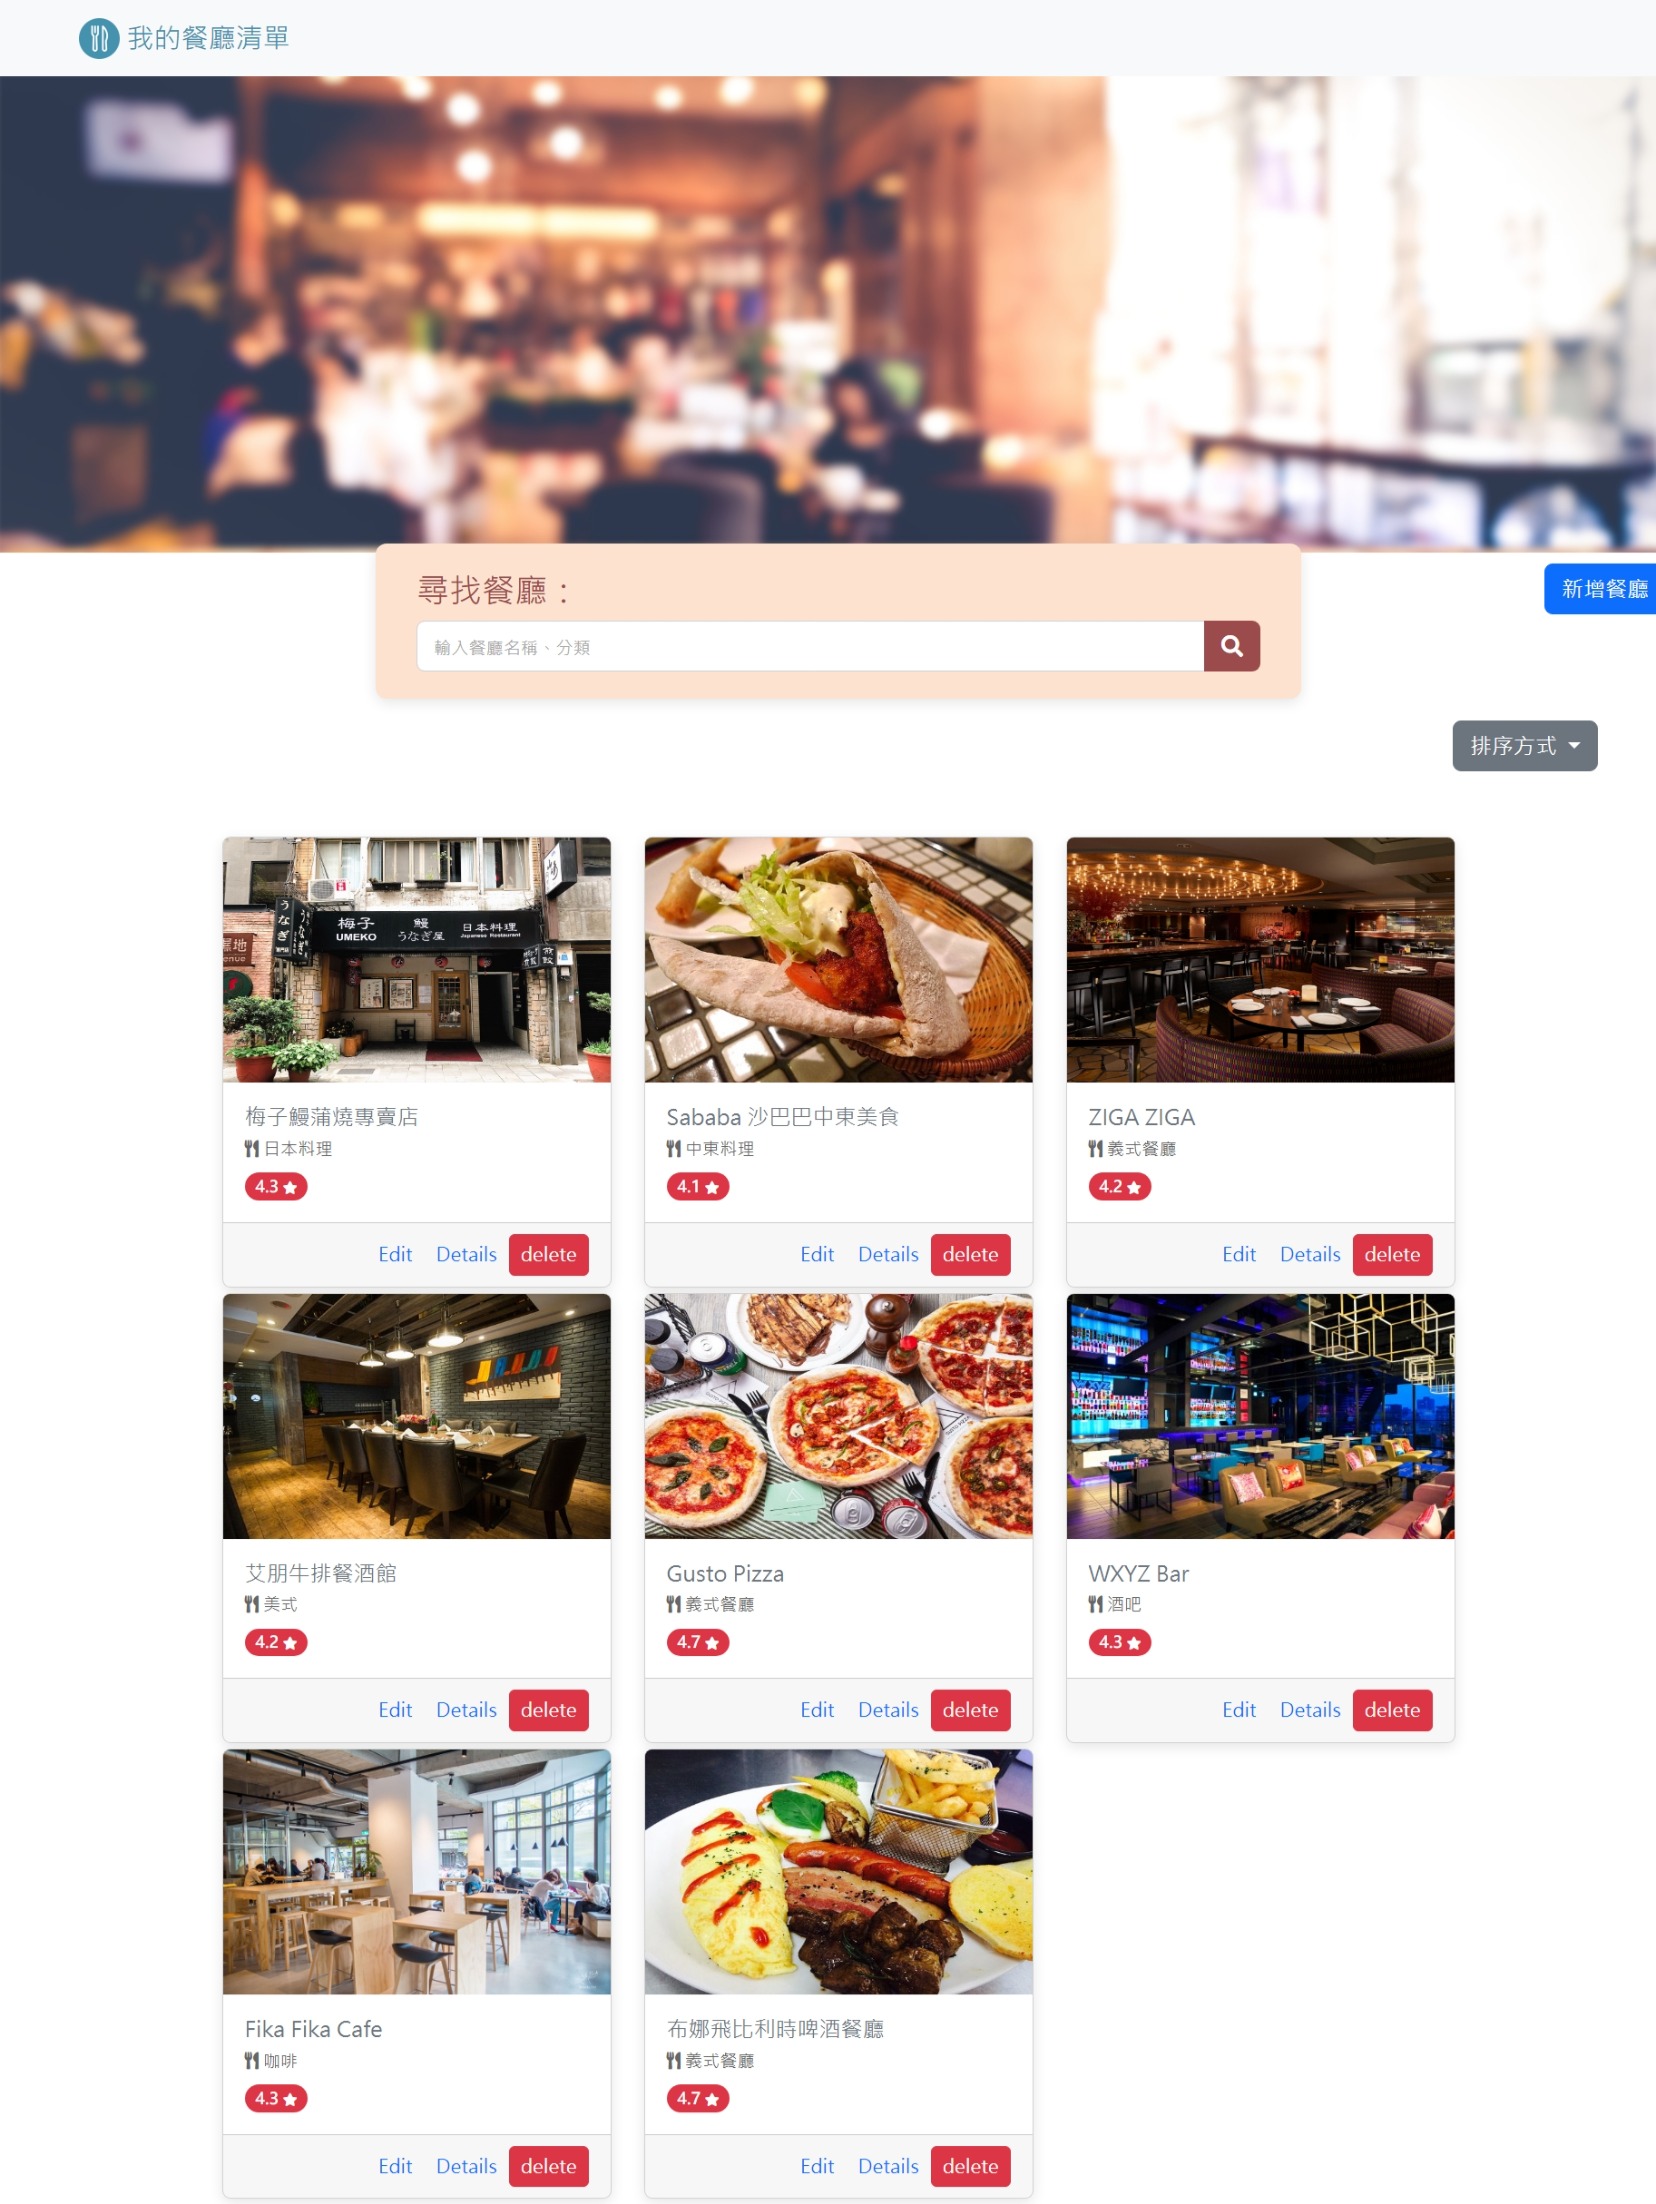 我的餐廳清單
尋找餐廳：
新增餐廳
輸入餐廳名稱、分類
排序方式
うなぎ
梅子 鰻 日本料理
UMEKO うなぎ屋 Japanese Restaurant
梅子鰻蒲燒專賣店
日本料理
4.3
Edit Details delete
Sababa 沙巴巴中東美食
中東料理
4.1
Edit Details delete
ZIGA ZIGA
義式餐廳
4.2
Edit Details delete
艾朋牛排餐酒館
美式
4.2
Edit Details delete
Gusto Pizza
義式餐廳
4.7
Edit Details delete
WXYZ Bar
酒吧
4.3
Edit Details delete
Fika Fika Cafe
咖啡
4.3
Edit Details delete
布娜飛比利時啤酒餐廳
義式餐廳
4.7
Edit Details delete